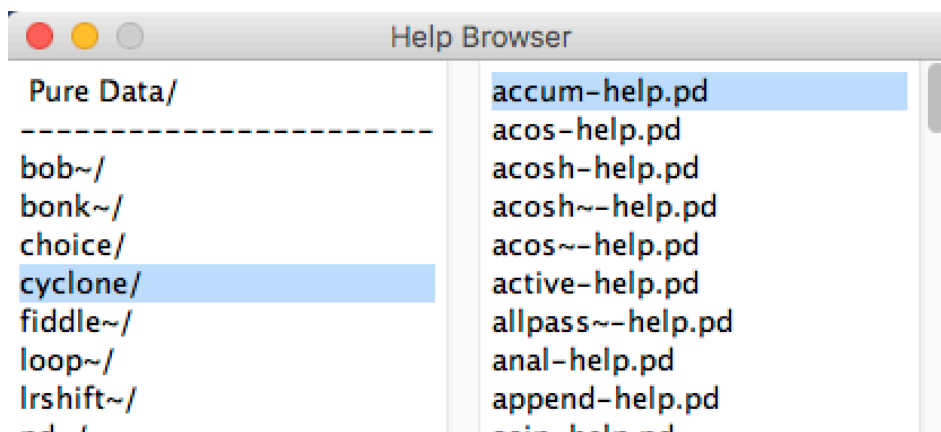 Help Browser
Pure Data/
-----------------------
bob~/
bonk~/
choice/
cyclone/
fiddle~/
loop~/
lrshift~/
accum-help.pd
acos-help.pd
acosh-help.pd
acosh~-help.pd
acos~-help.pd
active-help.pd
allpass~-help.pd
anal-help.pd
append-help.pd